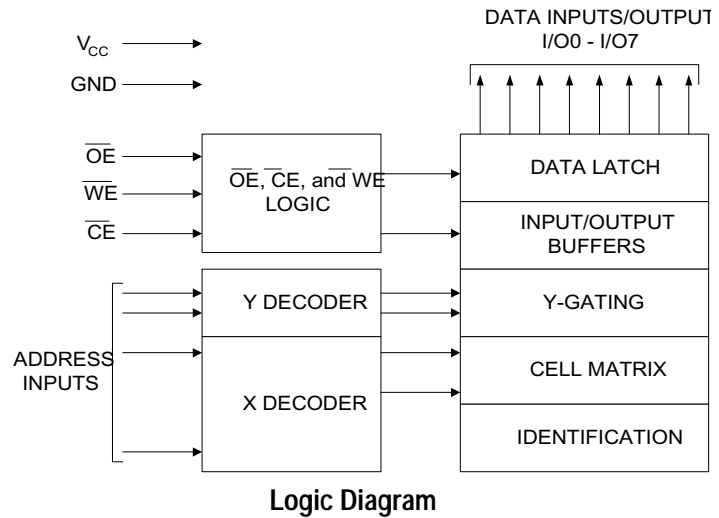 DATA INPUTS/OUTPUT
I/O0 - I/O7
VCC
GND
OE
WE
CE
OE, CE, and WE
LOGIC
DATA LATCH
INPUT/OUTPUT
BUFFERS
Y DECODER
Y-GATING
ADDRESS
INPUTS
X DECODER
CELL MATRIX
IDENTIFICATION
Logic Diagram